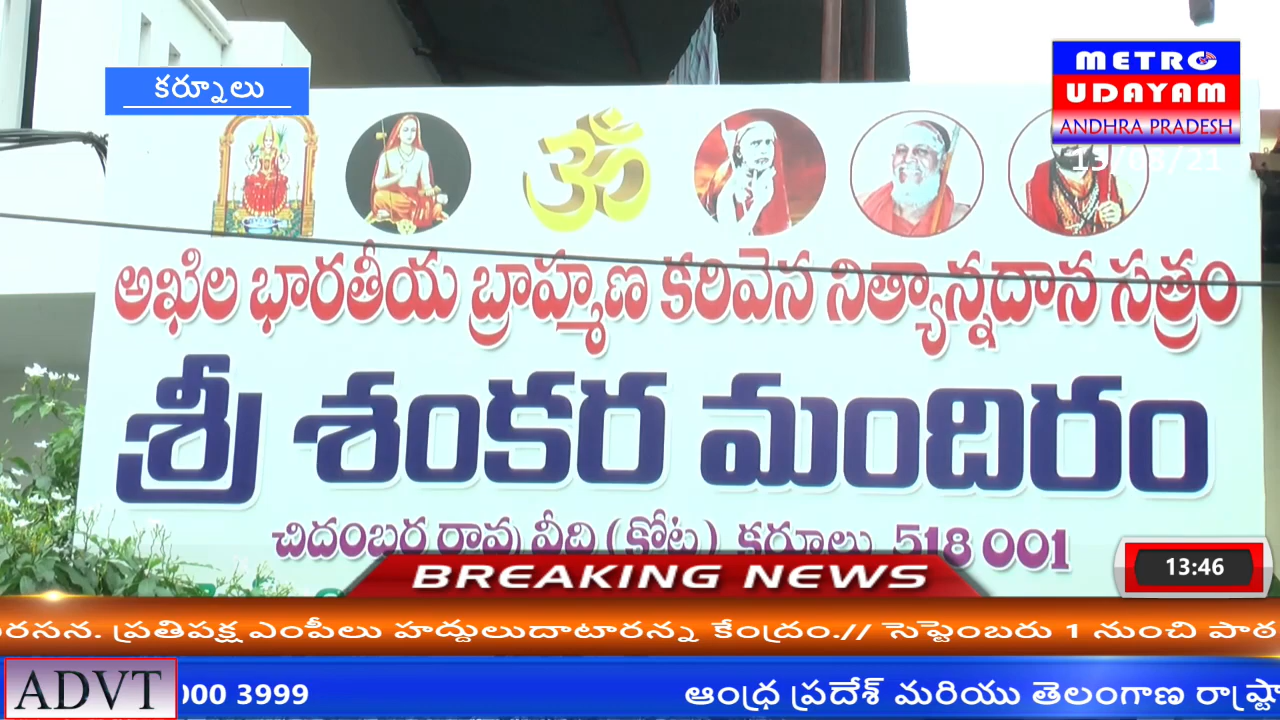 కర్నూలు
METRO
UDAYAM
ANDHRA PRADESH
అఖిల భారతీయ బ్రాహ్మణ కరివెన నిత్యాన్నదాన సత్రం
శ్రీ శంకర మందిరం
చిదంబర రావు వీది (కోట) కర్నూలు 518 001
BREAKING NEWS
13:46
రసన. ప్రతిపక్ష ఎంపీలు హద్దులుదాటారన్న కేంద్రం.// సెప్టెంబరు 1 నుంచి పాఠ
ADVT 000 3999 ఆంధ్ర ప్రదేశ్ మరియు తెలంగాణ రాష్ట్రా